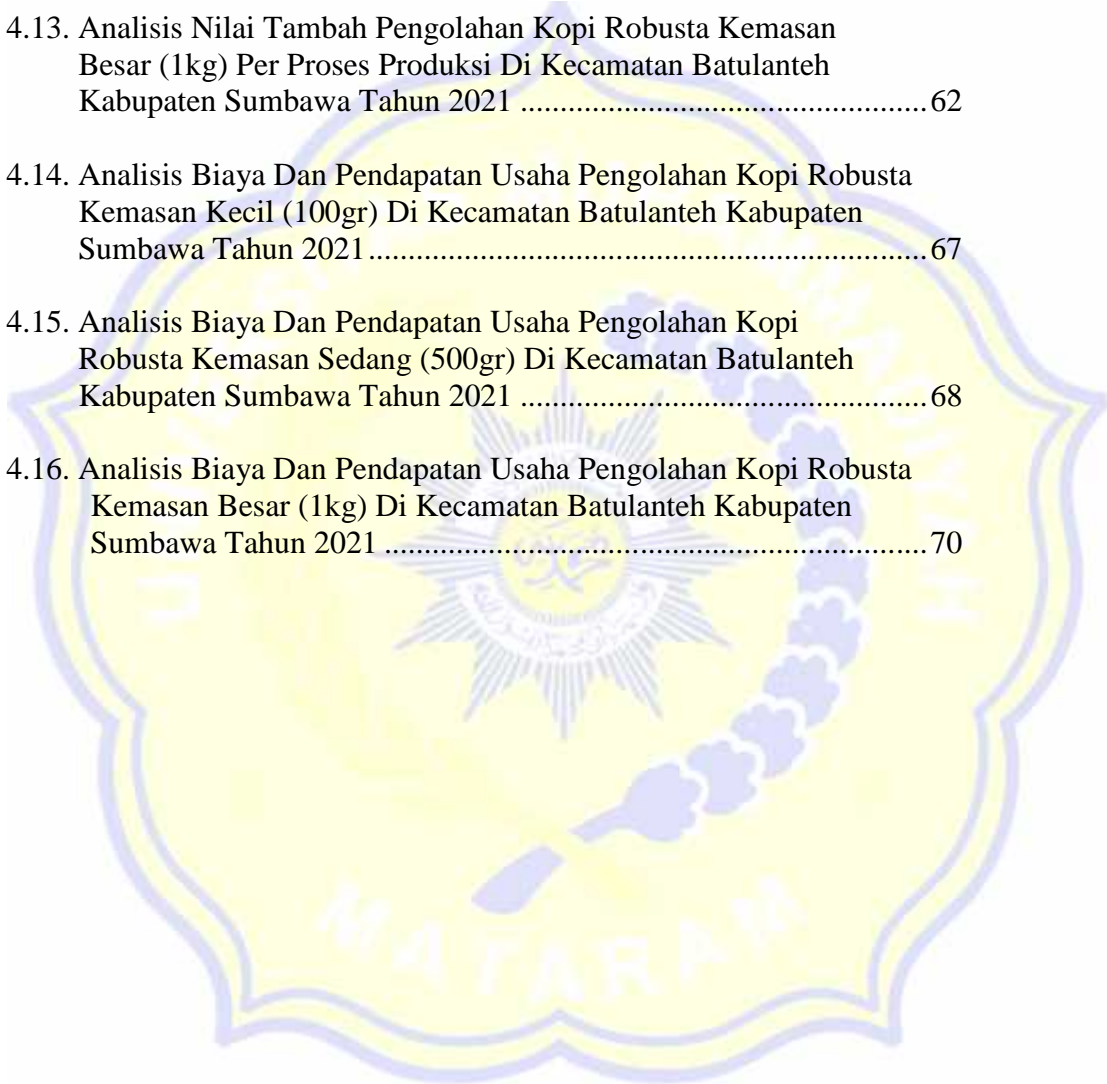 4.13. Analisis Nilai Tambah Pengolahan Kopi Robusta Kemasan
Besar (1kg) Per Proses Produksi Di Kecamatan Batulanteh
Kabupaten Sumbawa Tahun 2021 .................................................... 62
4.14. Analisis Biaya Dan Pendapatan Usaha Pengolahan Kopi Robusta
Kemasan Kecil (100gr) Di Kecamatan Batulanteh Kabupaten
Sumbawa Tahun 2021 ....................................................................... 67
4.15. Analisis Biaya Dan Pendapatan Usaha Pengolahan Kopi
Robusta Kemasan Sedang (500gr) Di Kecamatan Batulanteh
Kabupaten Sumbawa Tahun 2021 .................................................... 68
4.16. Analisis Biaya Dan Pendapatan Usaha Pengolahan Kopi Robusta
Kemasan Besar (1kg) Di Kecamatan Batulanteh Kabupaten
Sumbawa Tahun 2021 ..................................................................... 70
UNIVERSITAS MUHAMMADIYAH
MATARAM